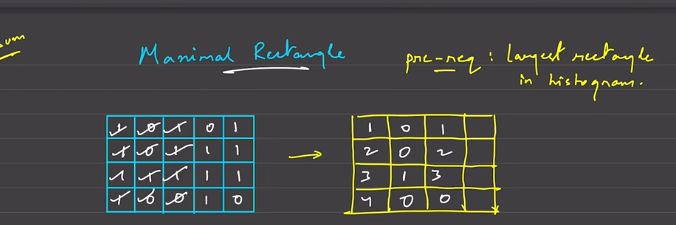 sum
Maximal Rectangle
pre-req : largest rectangle
in histogram.
1 0 1 0 1
1 0 1 1 1
1 1 1 1 1
1 0 0 1 0
1 0 1
2 0 2
3 1 3
4 0 0